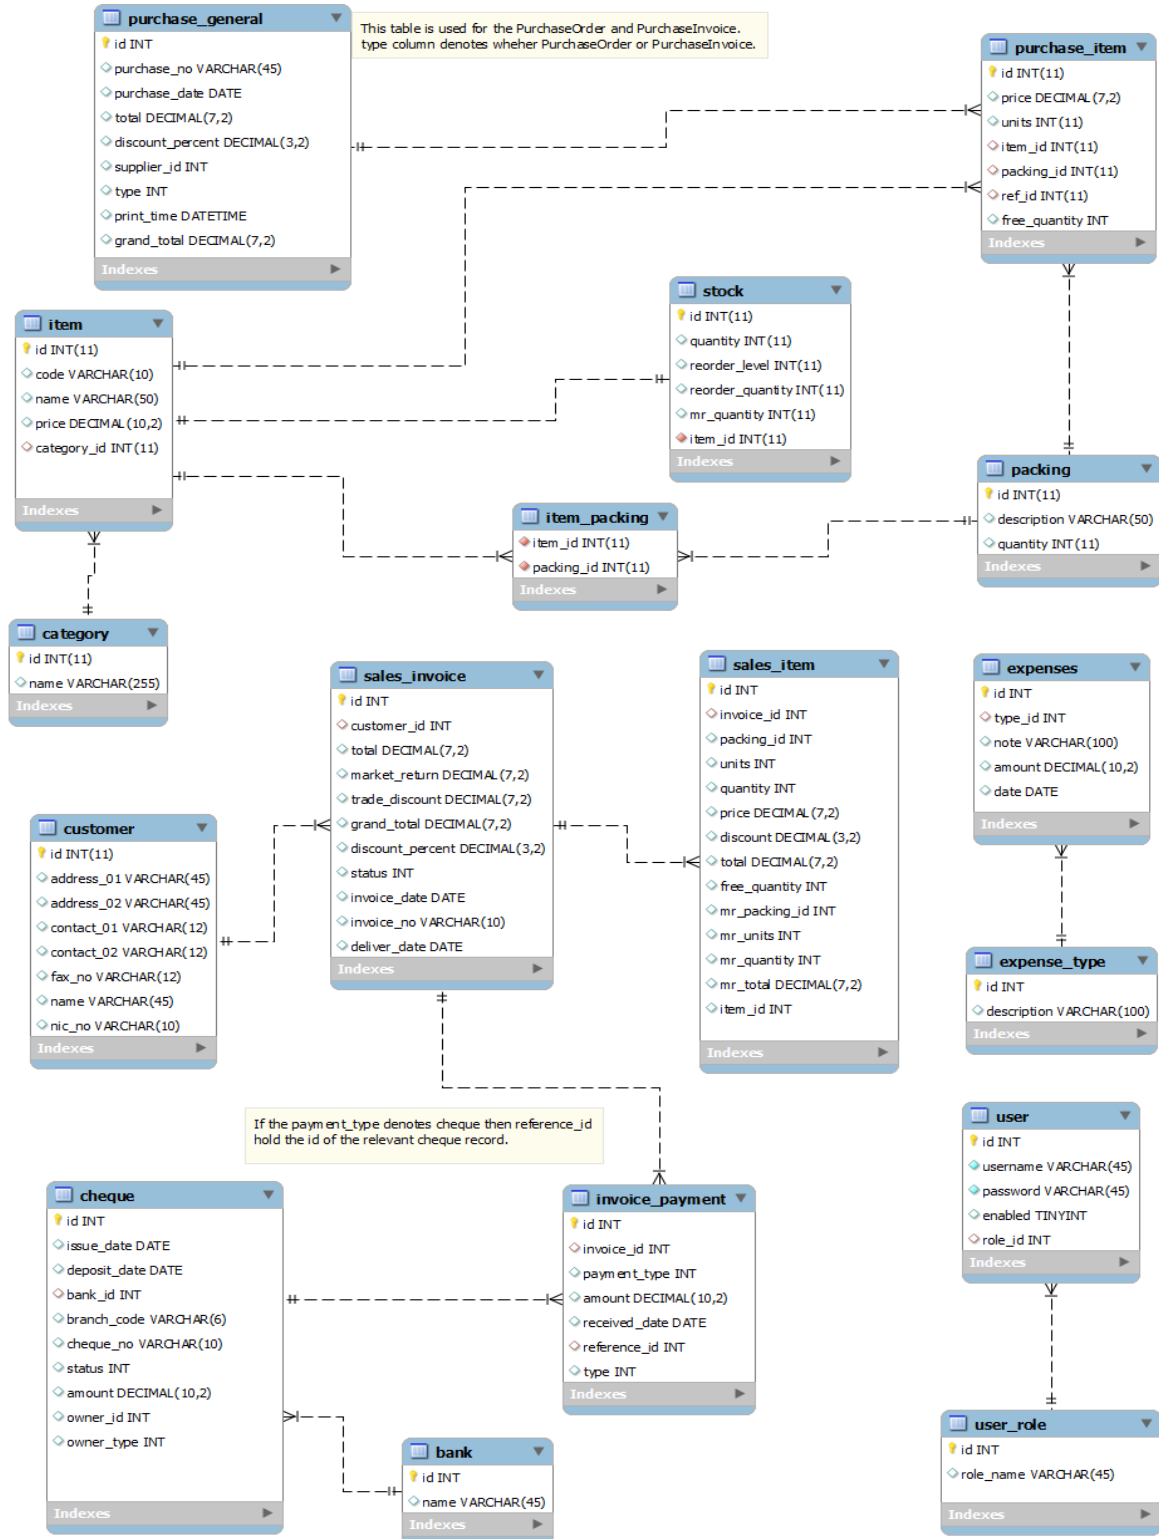 purchase_general
id INT
purchase_no VARCHAR(45)
purchase_date DATE
total DECIMAL(7,2)
discount_percent DECIMAL(3,2)
supplier_id INT
type INT
print_time DATETIME
grand_total DECIMAL(7,2)
Indexes
This table is used for the PurchaseOrder and PurchaseInvoice.
type column denotes wheher PurchaseOrder or PurchaseInvoice.
purchase_item
id INT(11)
price DECIMAL(7,2)
units INT(11)
item_id INT(11)
packing_id INT(11)
ref_id INT(11)
free_quantity INT
Indexes
stock
id INT(11)
quantity INT(11)
reorder_level INT(11)
reorder_quantity INT(11)
mr_quantity INT(11)
item_id INT(11)
Indexes
item
id INT(11)
code VARCHAR(10)
name VARCHAR(50)
price DECIMAL(10,2)
category_id INT(11)
Indexes
item_packing
item_id INT(11)
packing_id INT(11)
Indexes
packing
id INT(11)
description VARCHAR(50)
quantity INT(11)
Indexes
category
id INT(11)
name VARCHAR(255)
Indexes
sales_invoice
id INT
customer_id INT
total DECIMAL(7,2)
market_return DECIMAL(7,2)
trade_discount DECIMAL(7,2)
grand_total DECIMAL(7,2)
discount_percent DECIMAL(3,2)
status INT
invoice_date DATE
invoice_no VARCHAR(10)
deliver_date DATE
Indexes
sales_item
id INT
invoice_id INT
packing_id INT
units INT
quantity INT
price DECIMAL(7,2)
discount DECIMAL(3,2)
total DECIMAL(7,2)
free_quantity INT
mr_packing_id INT
mr_units INT
mr_quantity INT
mr_total DECIMAL(7,2)
item_id INT
Indexes
expenses
id INT
type_id INT
note VARCHAR(100)
amount DECIMAL(10,2)
date DATE
Indexes
customer
id INT(11)
address_01 VARCHAR(45)
address_02 VARCHAR(45)
contact_01 VARCHAR(12)
contact_02 VARCHAR(12)
fax_no VARCHAR(12)
name VARCHAR(45)
nic_no VARCHAR(10)
Indexes
expense_type
id INT
description VARCHAR(100)
Indexes
If the payment_type denotes cheque then reference_id
hold the id of the relevant cheque record.
user
id INT
username VARCHAR(45)
password VARCHAR(45)
enabled TINYINT
role_id INT
Indexes
cheque
id INT
issue_date DATE
deposit_date DATE
bank_id INT
branch_code VARCHAR(6)
cheque_no VARCHAR(10)
status INT
amount DECIMAL(10,2)
owner_id INT
owner_type INT
Indexes
invoice_payment
id INT
invoice_id INT
payment_type INT
amount DECIMAL(10,2)
received_date DATE
reference_id INT
type INT
Indexes
bank
id INT
name VARCHAR(45)
Indexes
user_role
id INT
role_name VARCHAR(45)
Indexes